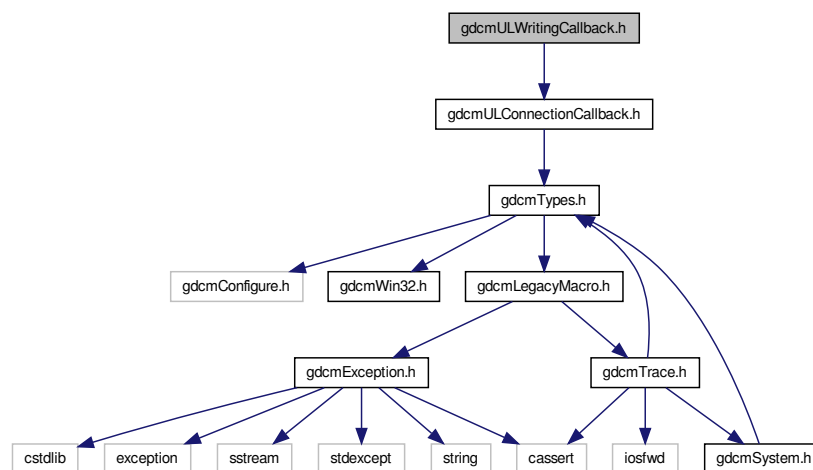 gdcmULWritingCallback.h
gdcmULConnectionCallback.h
gdcmTypes.h
gdcmConfigure.h
gdcmWin32.h
gdcmLegacyMacro.h
gdcmException.h
gdcmTrace.h
cstdlib
exception
sstream
stdexcept
string
cassert
iosfwd
gdcmSystem.h